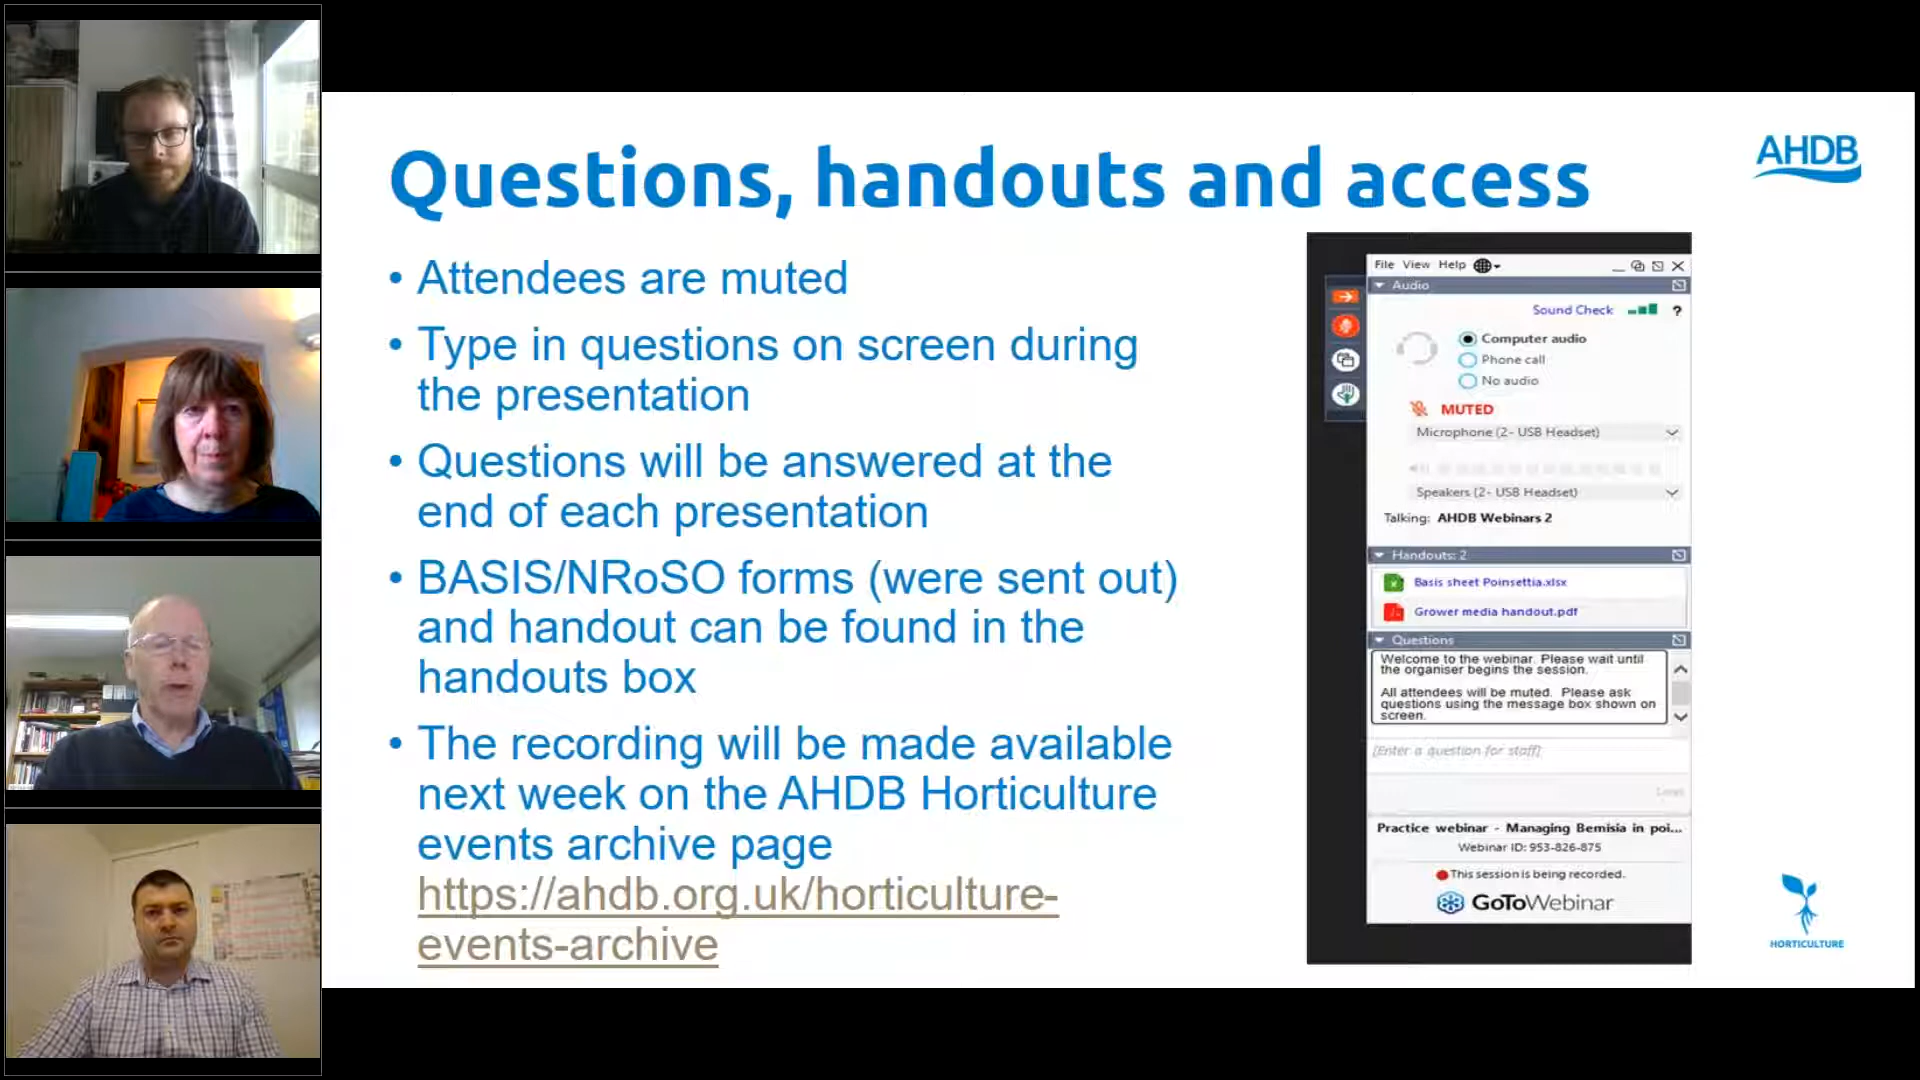 Questions, handouts and access
AHDB
• Attendees are muted
• Type in questions on screen during
the presentation
• Questions will be answered at the
end of each presentation
• BASIS/NRoSO forms (were sent out)
and handout can be found in the
handouts box
• The recording will be made available
next week on the AHDB Horticulture
events archive page
https://ahdb.org.uk/horticulture-
events-archive
File View Help
Audio
Sound Check ?
Computer audio
Phone call
No audio
MUTED
Microphone (2- USB Headset)
Speakers (2- USB Headset)
Talking: AHDB Webinars 2
Handouts: 2
Basis sheet Poinsettia.xlsx
Grower media handout.pdf
Questions
Welcome to the webinar. Please wait until
the organiser begins the session.
All attendees will be muted. Please ask
questions using the message box shown on
screen.
[Enter a question for staff]
Practice webinar - Managing Bemisia in poi...
Webinar ID: 953-826-875
This session is being recorded.
GoToWebinar
HORTICULTURE